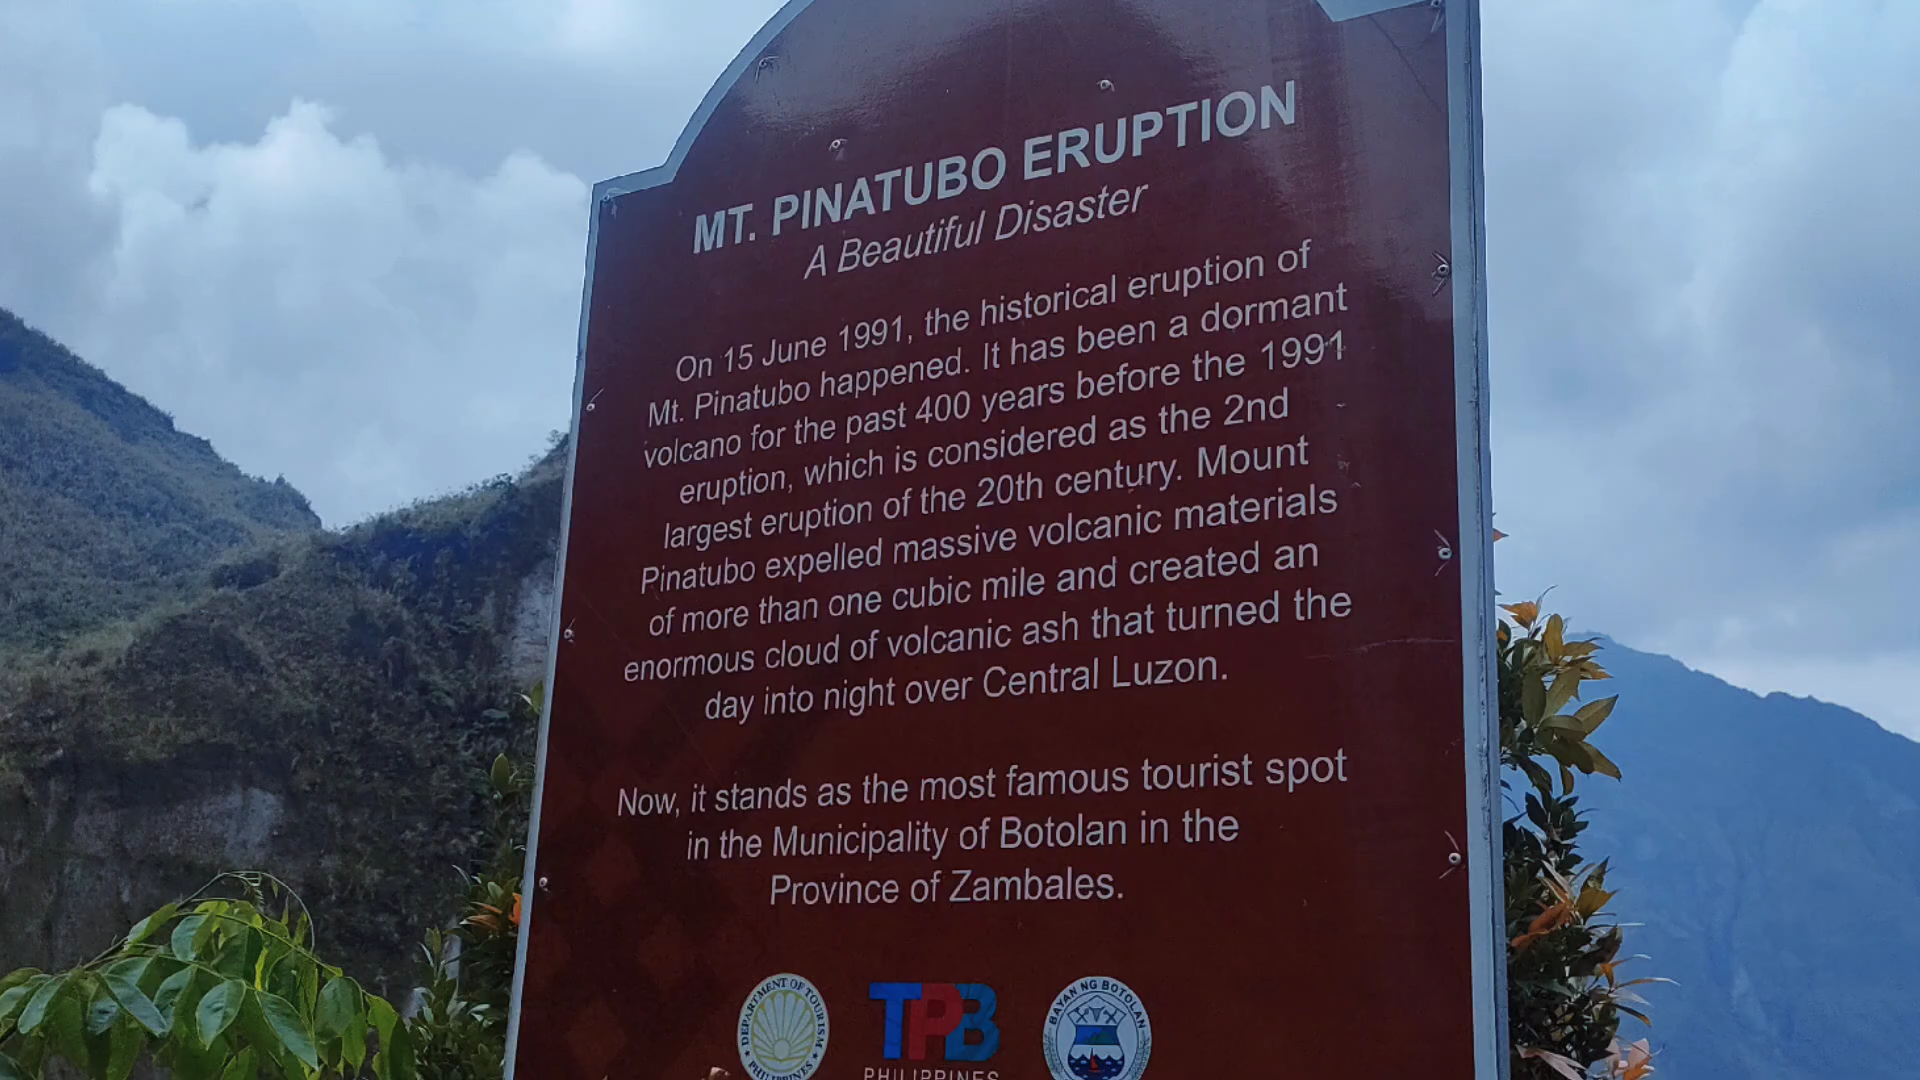 MT. PINATUBO ERUPTION
A Beautiful Disaster
On 15 June 1991, the historical eruption of
Mt. Pinatubo happened. It has been a dormant
volcano for the past 400 years before the 1991
eruption, which is considered as the 2nd
largest eruption of the 20th century. Mount
Pinatubo expelled massive volcanic materials
of more than one cubic mile and created an
enormous cloud of volcanic ash that turned the
day into night over Central Luzon.
Now, it stands as the most famous tourist spot
in the Municipality of Botolan in the
Province of Zambales.
DEPARTMENT OF TOURISM
PHILIPPINES
TPB
PHILIPPINES
BAYAN NG BOTOLAN